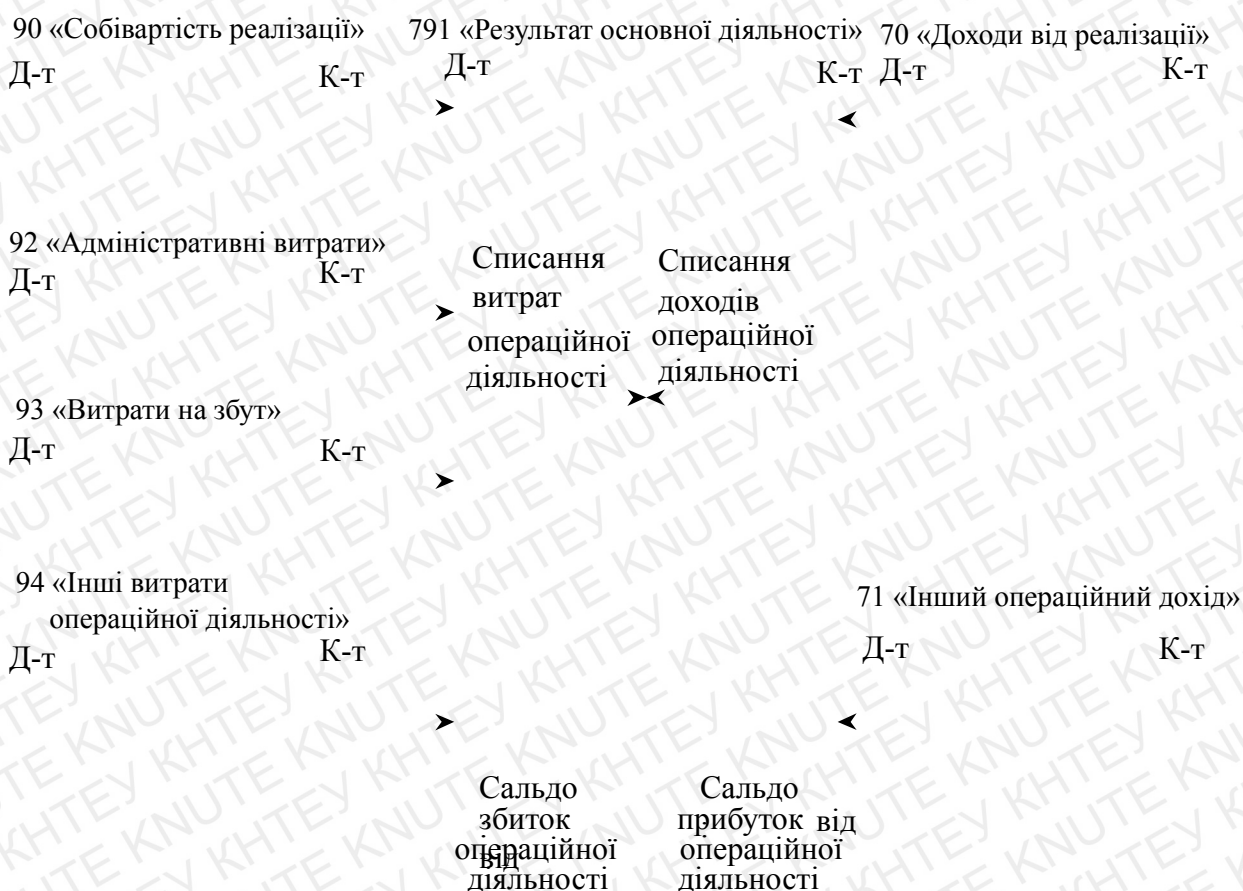 90 «Собівартість реалізації»
791 «Результат основної діяльності»
70 «Доходи від реалізації»
Д-т К-т
Д-т К-т
Д-т К-т
92 «Адміністративні витрати»
Д-т К-т
Списання
витрат
операційної
діяльності
Списання
доходів
операційної
діяльності
93 «Витрати на збут»
Д-т К-т
94 «Інші витрати
операційної діяльності»
Д-т К-т
71 «Інший операційний дохід»
Д-т К-т
Сальдо
збиток
від
операційної
діяльності
Сальдо
прибуток від
операційної
діяльності